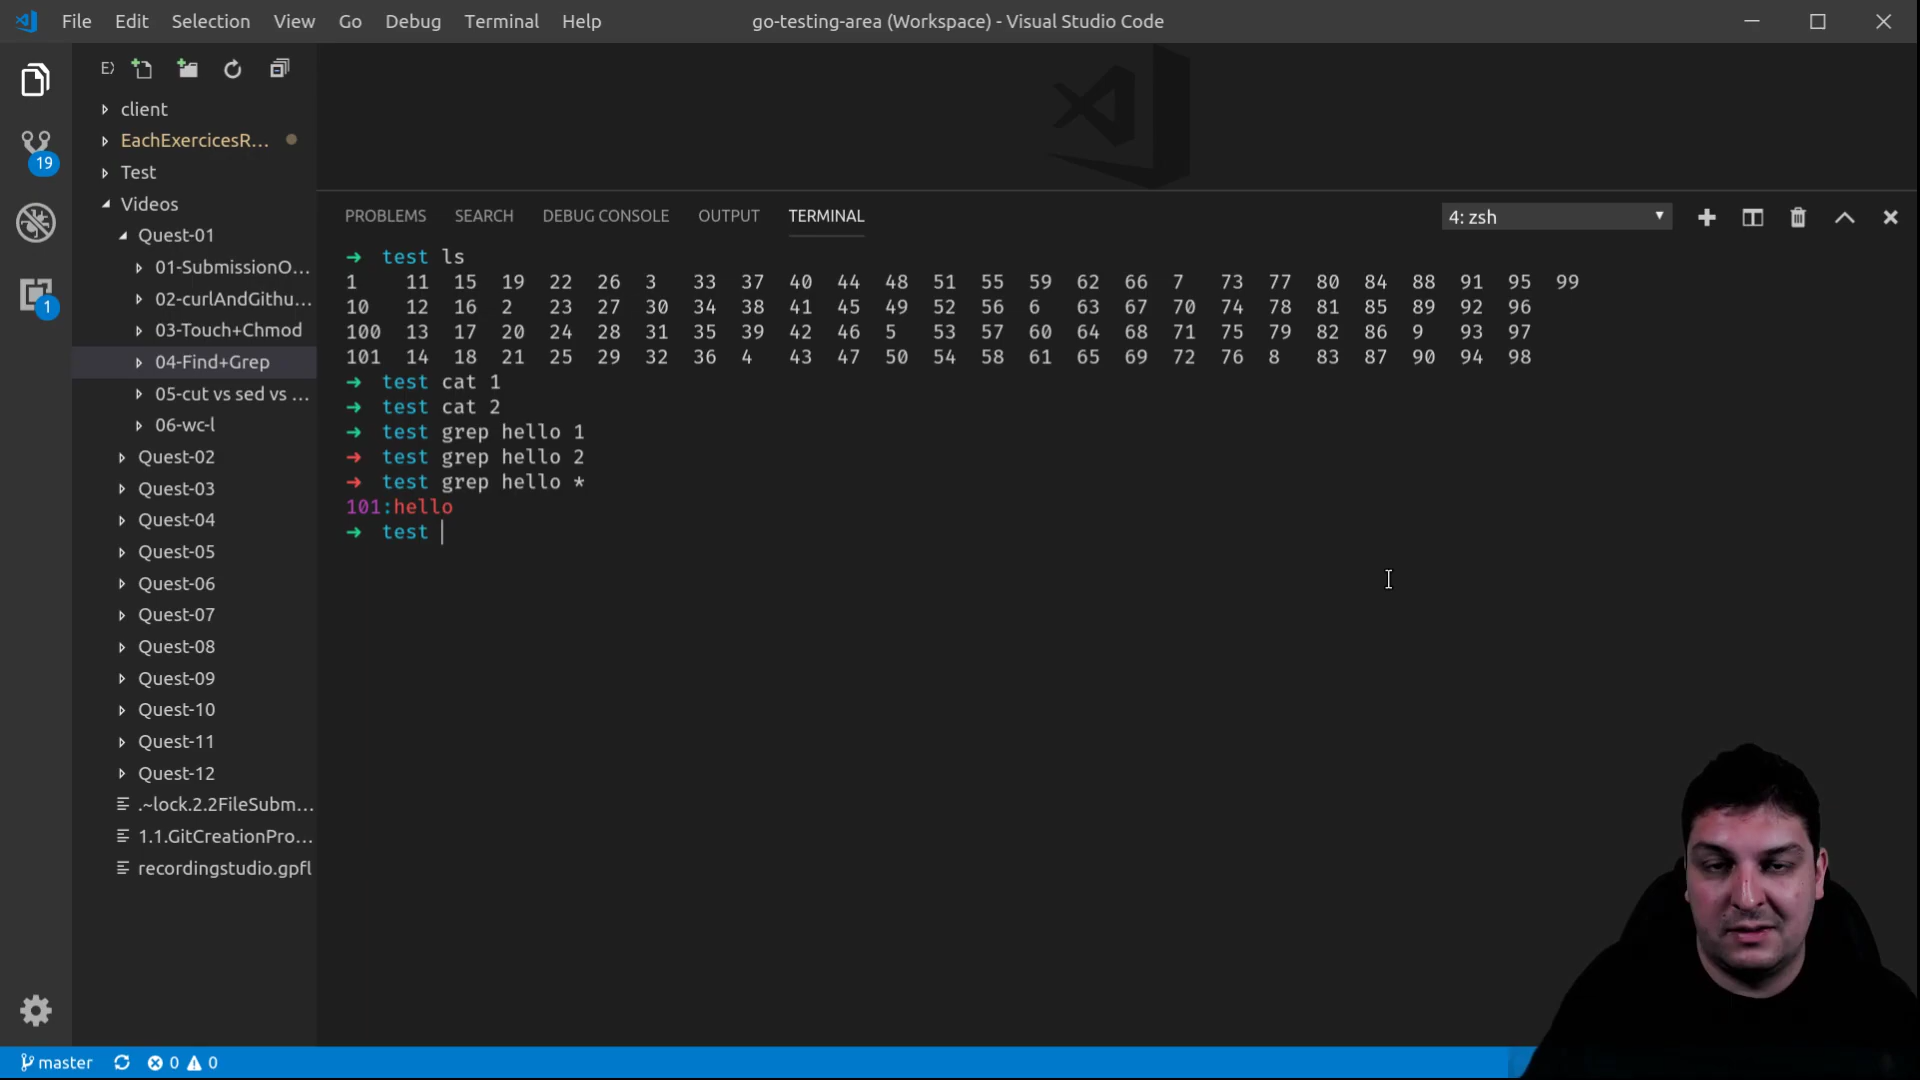 File Edit Selection View Go Debug Terminal Help
go-testing-area (Workspace) - Visual Studio Code
client
EachExercicesR...
Test
Videos
Quest-01
01-SubmissionO...
02-curlAndGithu...
03-Touch+Chmod
04-Find+Grep
05-cut vs sed vs ...
06-wc-l
Quest-02
Quest-03
Quest-04
Quest-05
Quest-06
Quest-07
Quest-08
Quest-09
Quest-10
Quest-11
Quest-12
.~lock.2.2FileSubm...
1.1.GitCreationPro...
recordingstudio.gpfl
19
1
PROBLEMS SEARCH DEBUG CONSOLE OUTPUT TERMINAL
4: zsh
➜ test ls
1 11 15 19 22 26 3 33 37 40 44 48 51 55 59 62 66 7 73 77 80 84 88 91 95 99
10 12 16 2 23 27 30 34 38 41 45 49 52 56 6 63 67 70 74 78 81 85 89 92 96
100 13 17 20 24 28 31 35 39 42 46 5 53 57 60 64 68 71 75 79 82 86 9 93 97
101 14 18 21 25 29 32 36 4 43 47 50 54 58 61 65 69 72 76 8 83 87 90 94 98
➜ test cat 1
➜ test cat 2
➜ test grep hello 1
➜ test grep hello 2
➜ test grep hello *
101:hello
➜ test
master 0 0